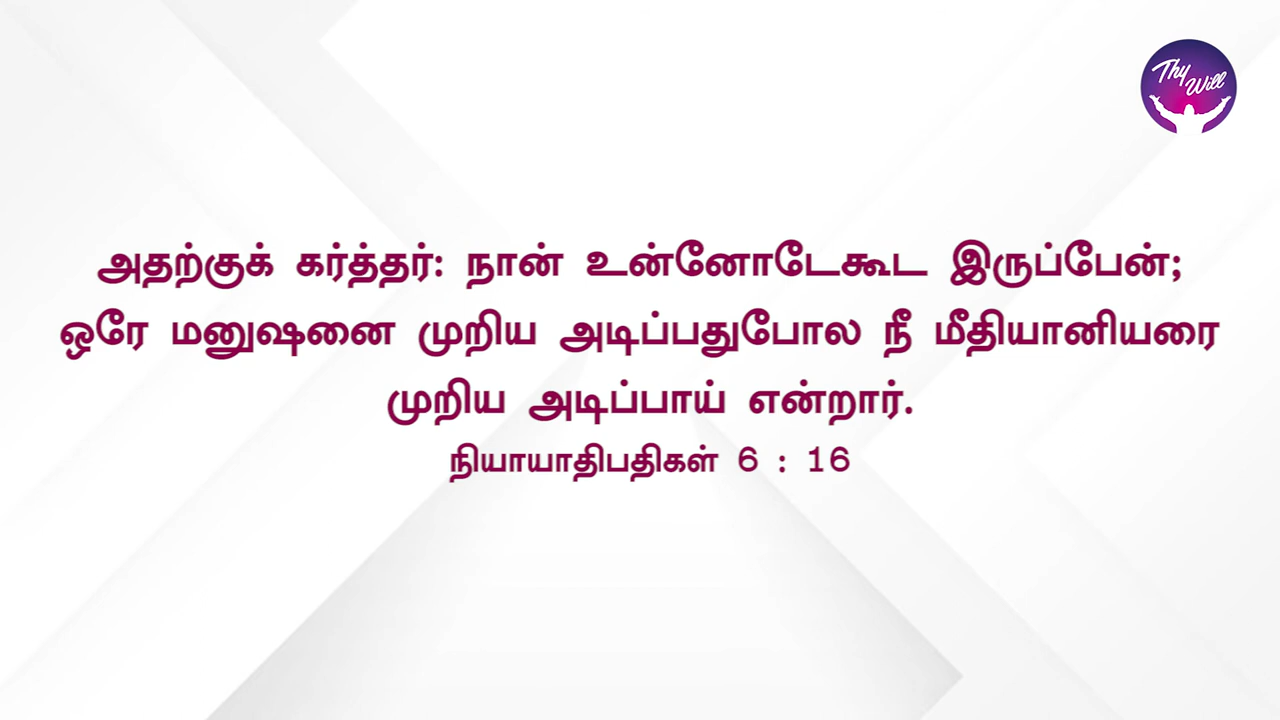 Thy
Will
அதற்குக் கர்த்தர்: நான் உன்னோடேகூட இருப்பேன்;
ஒரே மனுஷனை முறிய அடிப்பதுபோல நீ மீதியானியரை
முறிய அடிப்பாய் என்றார்.
நியாயாதிபதிகள் 6 : 16